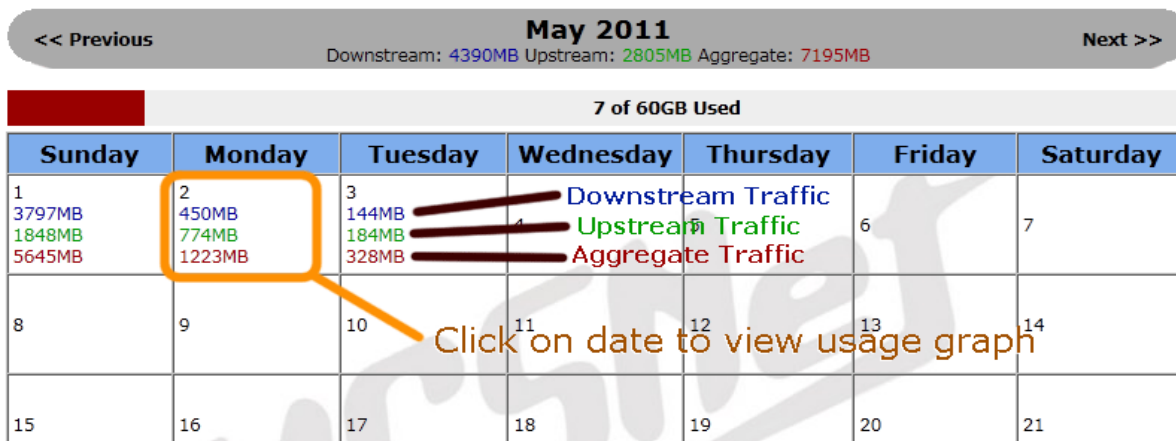 << Previous
May 2011
Next >>
Downstream: 4390MB Upstream: 2805MB Aggregate: 7195MB
7 of 60GB Used
Sunday Monday Tuesday Wednesday Thursday Friday Saturday
1 2 3 4 5 6 7
3797MB 450MB 144MB Downstream Traffic
1848MB 774MB 184MB Upstream Traffic
5645MB 1223MB 328MB Aggregate Traffic
8 9 10 11 12 13 14
Click on date to view usage graph
15 16 17 18 19 20 21